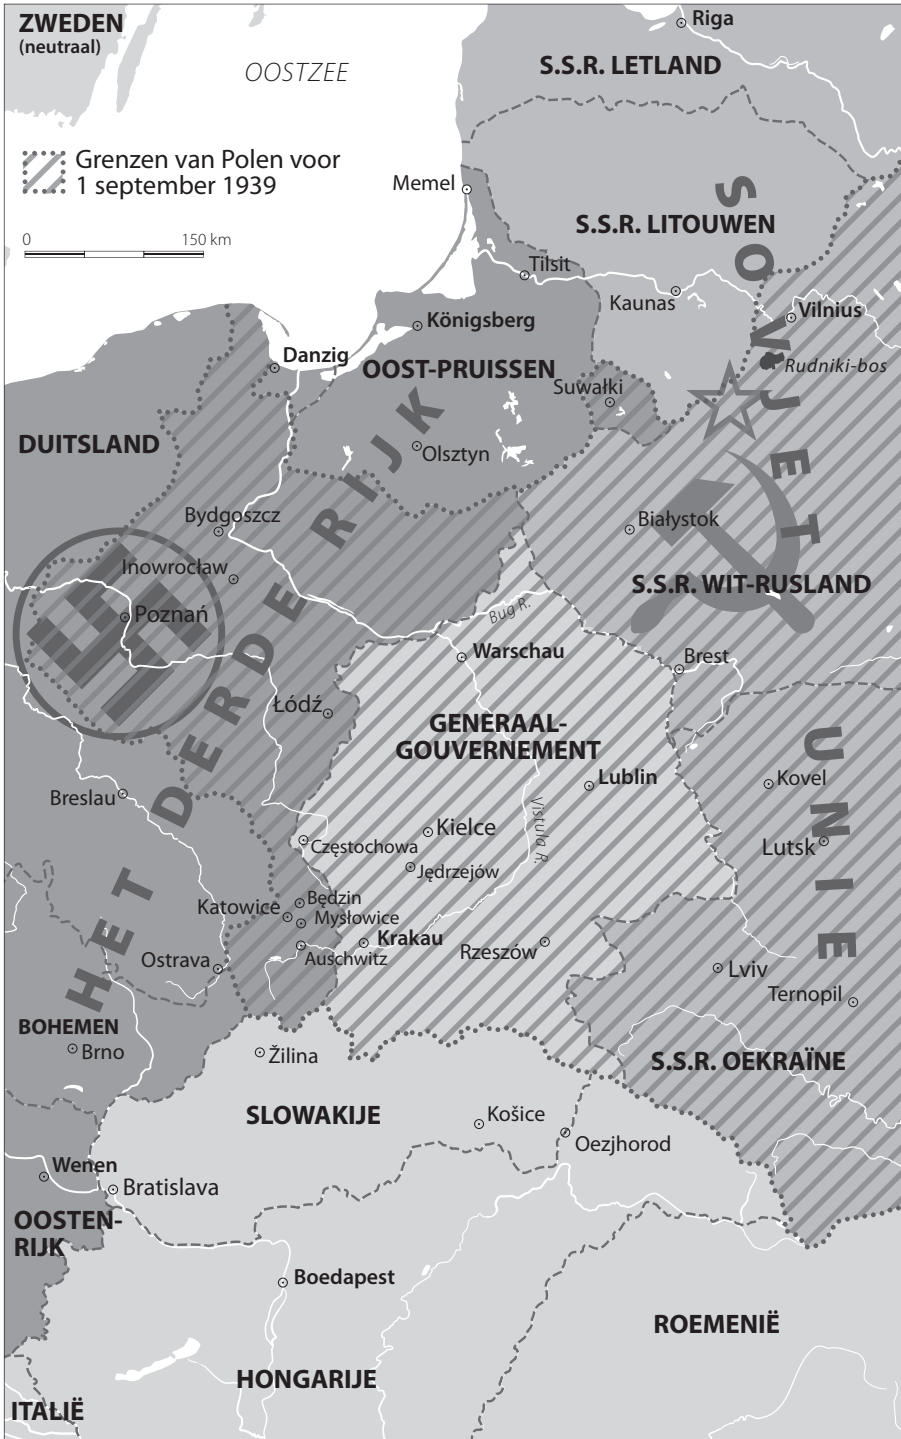 ZWEDEN
(neutraal)
OOSTZEE
Riga
S.S.R. LETLAND
Grenzen van Polen voor
1 september 1939
0 150 km
Memel
S.S.R. LITOUWEN
Tilsit
Kaunas
Vilnius
Königsberg
Rudniki-bos
Danzig
OOST-PRUISSEN
Suwałki
DUITSLAND
Olsztyn
Bydgoszcz
Białystok
Inowrocław
S.S.R. WIT-RUSLAND
Poznań
Bug R.
Warschau
Brest
Łódź
GENERAAL-
GOUVERNEMENT
Lublin
Kovel
Breslau
Vistula R.
Kielce
Lutsk
Częstochowa
Jędrzejów
Będzin
Katowice
Mysłowice
Krakau
Auschwitz
Rzeszów
Ostrava
Lviv
Ternopil
HET DERDE RIJK
SOVJET UNIE
BOHEMEN
Brno
Žilina
S.S.R. OEKRAÏNE
SLOWAKIJE
Košice
Oezjhorod
Wenen
Bratislava
OOSTEN-
RIJK
Boedapest
ROEMENIË
HONGARIJE
ITALIË